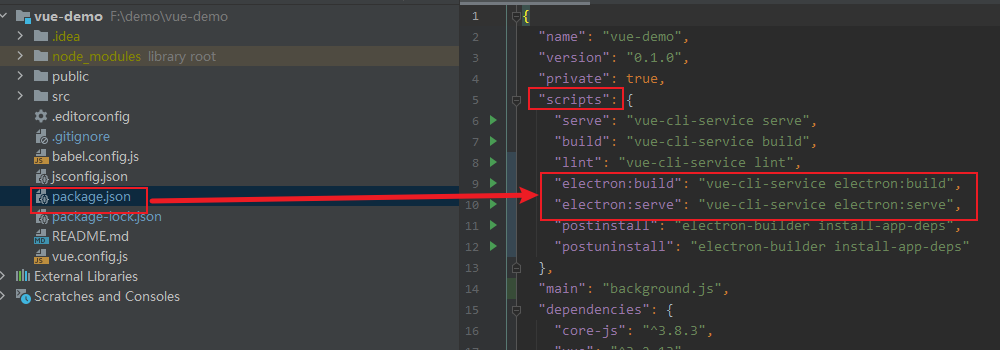 vue-demo F:\demo\vue-demo
.idea
node_modules library root
public
src
.editorconfig
.gitignore
babel.config.js
jsconfig.json
package.json
package-lock.json
README.md
vue.config.js
External Libraries
Scratches and Consoles
1 {
2 "name": "vue-demo",
3 "version": "0.1.0",
4 "private": true,
5 "scripts": {
6 "serve": "vue-cli-service serve",
7 "build": "vue-cli-service build",
8 "lint": "vue-cli-service lint",
9 "electron:build": "vue-cli-service electron:build",
10 "electron:serve": "vue-cli-service electron:serve",
11 "postinstall": "electron-builder install-app-deps",
12 "postuninstall": "electron-builder install-app-deps"
13 },
14 "main": "background.js",
15 "dependencies": {
16 "core-js": "^3.8.3",
17